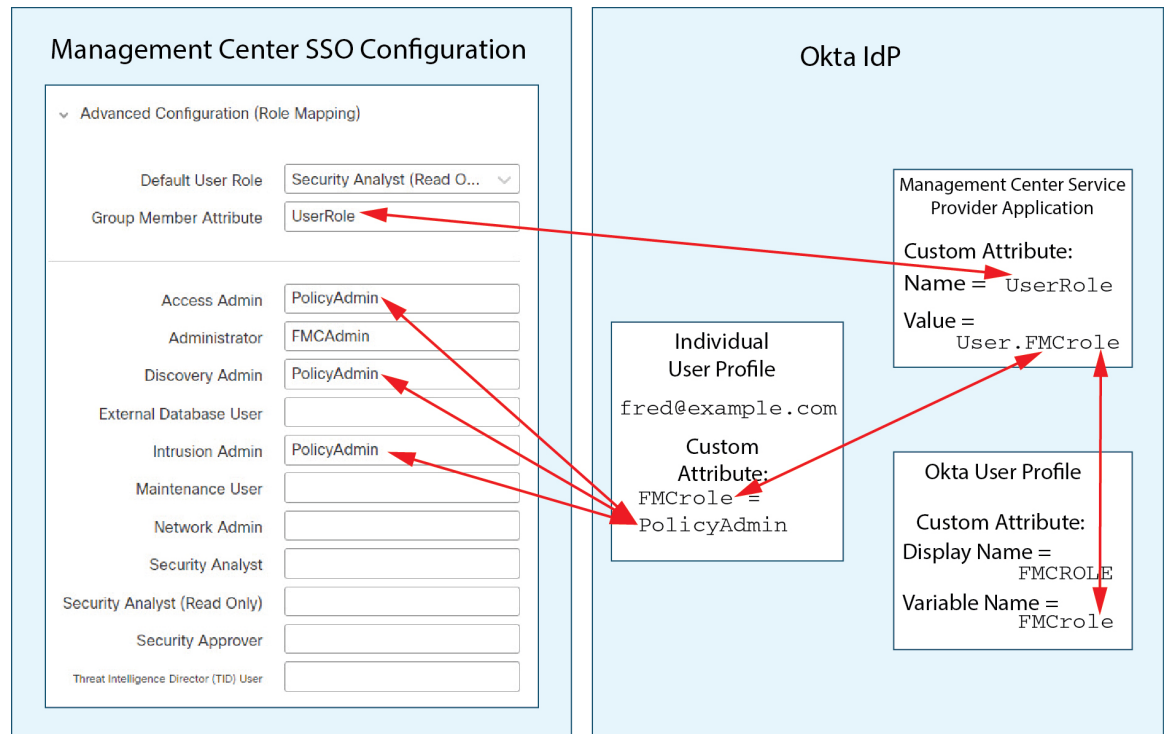 Management Center SSO Configuration
Advanced Configuration (Role Mapping)
Default User Role Security Analyst (Read O...
Group Member Attribute UserRole
Access Admin PolicyAdmin
Administrator FMCAdmin
Discovery Admin PolicyAdmin
External Database User
Intrusion Admin PolicyAdmin
Maintenance User
Network Admin
Security Analyst
Security Analyst (Read Only)
Security Approver
Threat Intelligence Director (TID) User
Okta IdP
Individual
User Profile
fred@example.com
Custom
Attribute:
FMCrole =
PolicyAdmin
Management Center Service
Provider Application
Custom Attribute:
Name = UserRole
Value =
User.FMCrole
Okta User Profile
Custom Attribute:
Display Name =
FMCROLE
Variable Name =
FMCrole